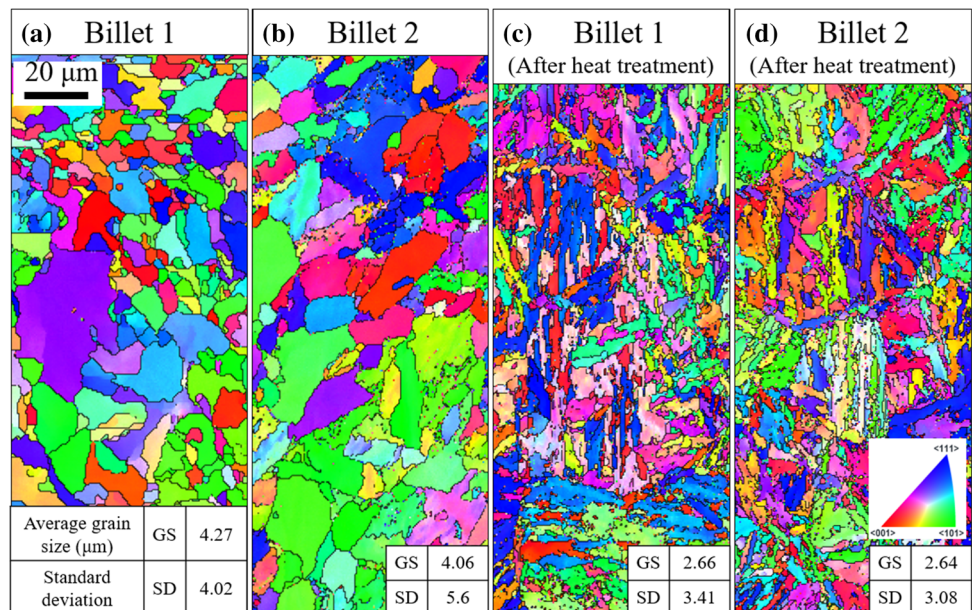 (a) Billet 1
20 μm
Average grain size (μm) GS 4.27
Standard deviation SD 4.02
(b) Billet 2
GS 4.06
SD 5.6
(c) Billet 1
(After heat treatment)
GS 2.66
SD 3.41
(d) Billet 2
(After heat treatment)
<111>
<001> <101>
GS 2.64
SD 3.08